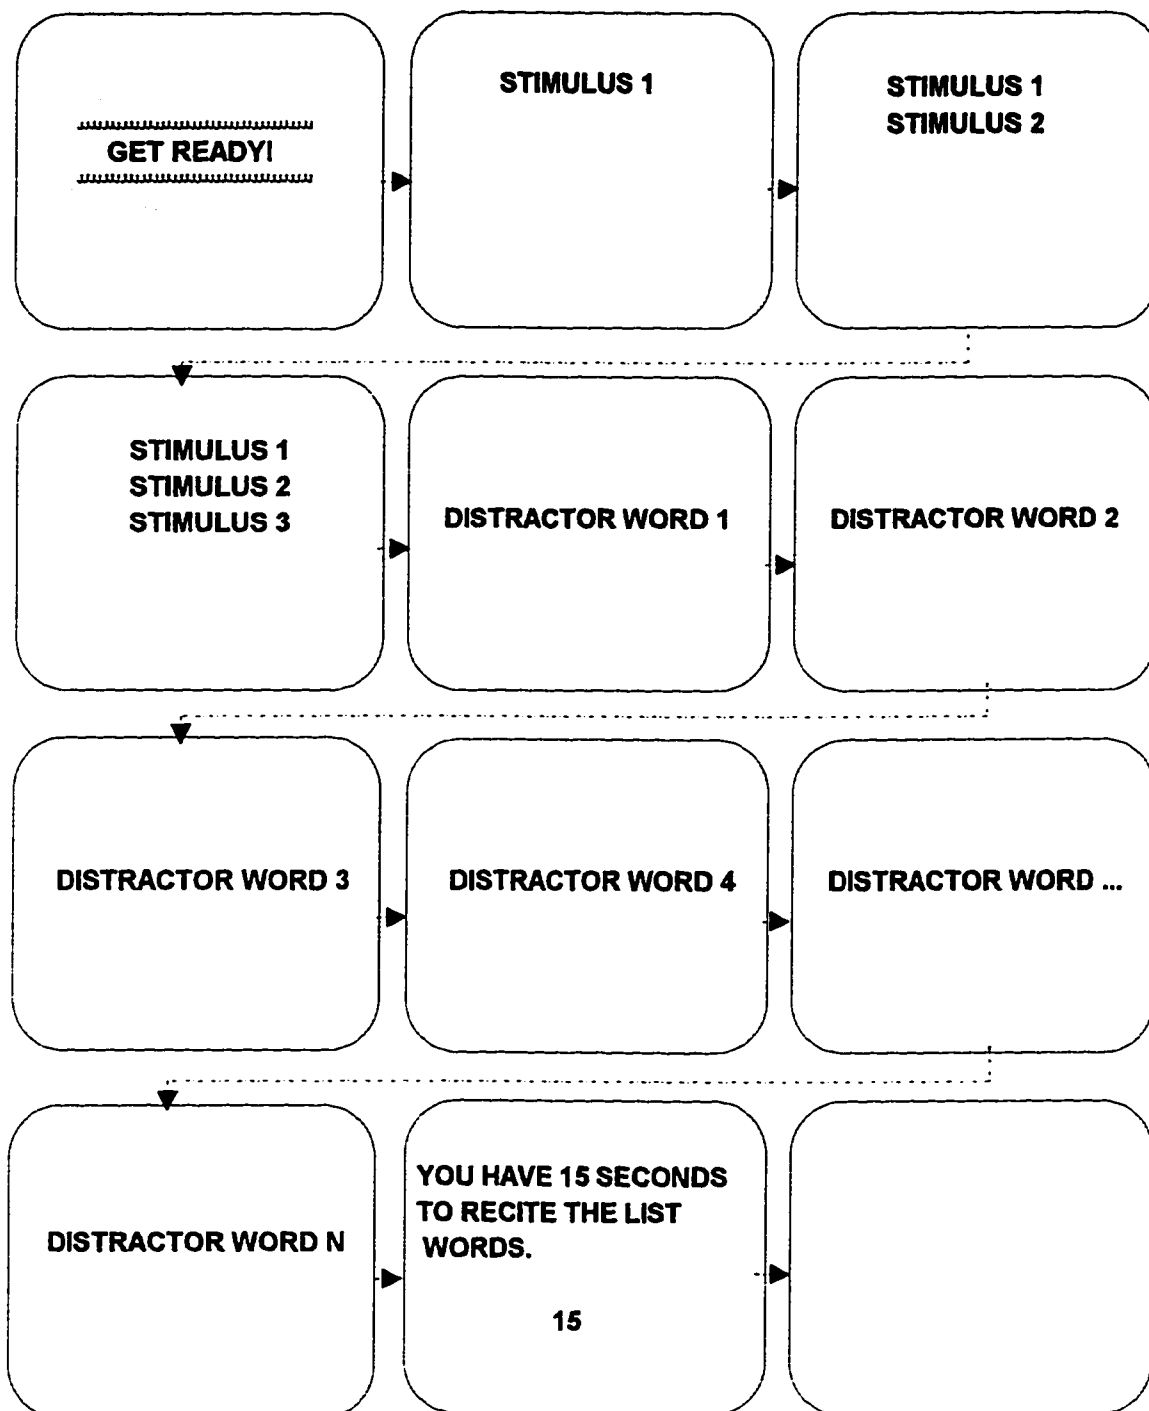 GET READY!
STIMULUS 1
STIMULUS 1
STIMULUS 2
STIMULUS 1
STIMULUS 2
STIMULUS 3
DISTRACTOR WORD 1
DISTRACTOR WORD 2
DISTRACTOR WORD 3
DISTRACTOR WORD 4
DISTRACTOR WORD ...
DISTRACTOR WORD N
YOU HAVE 15 SECONDS
TO RECITE THE LIST
WORDS.
15